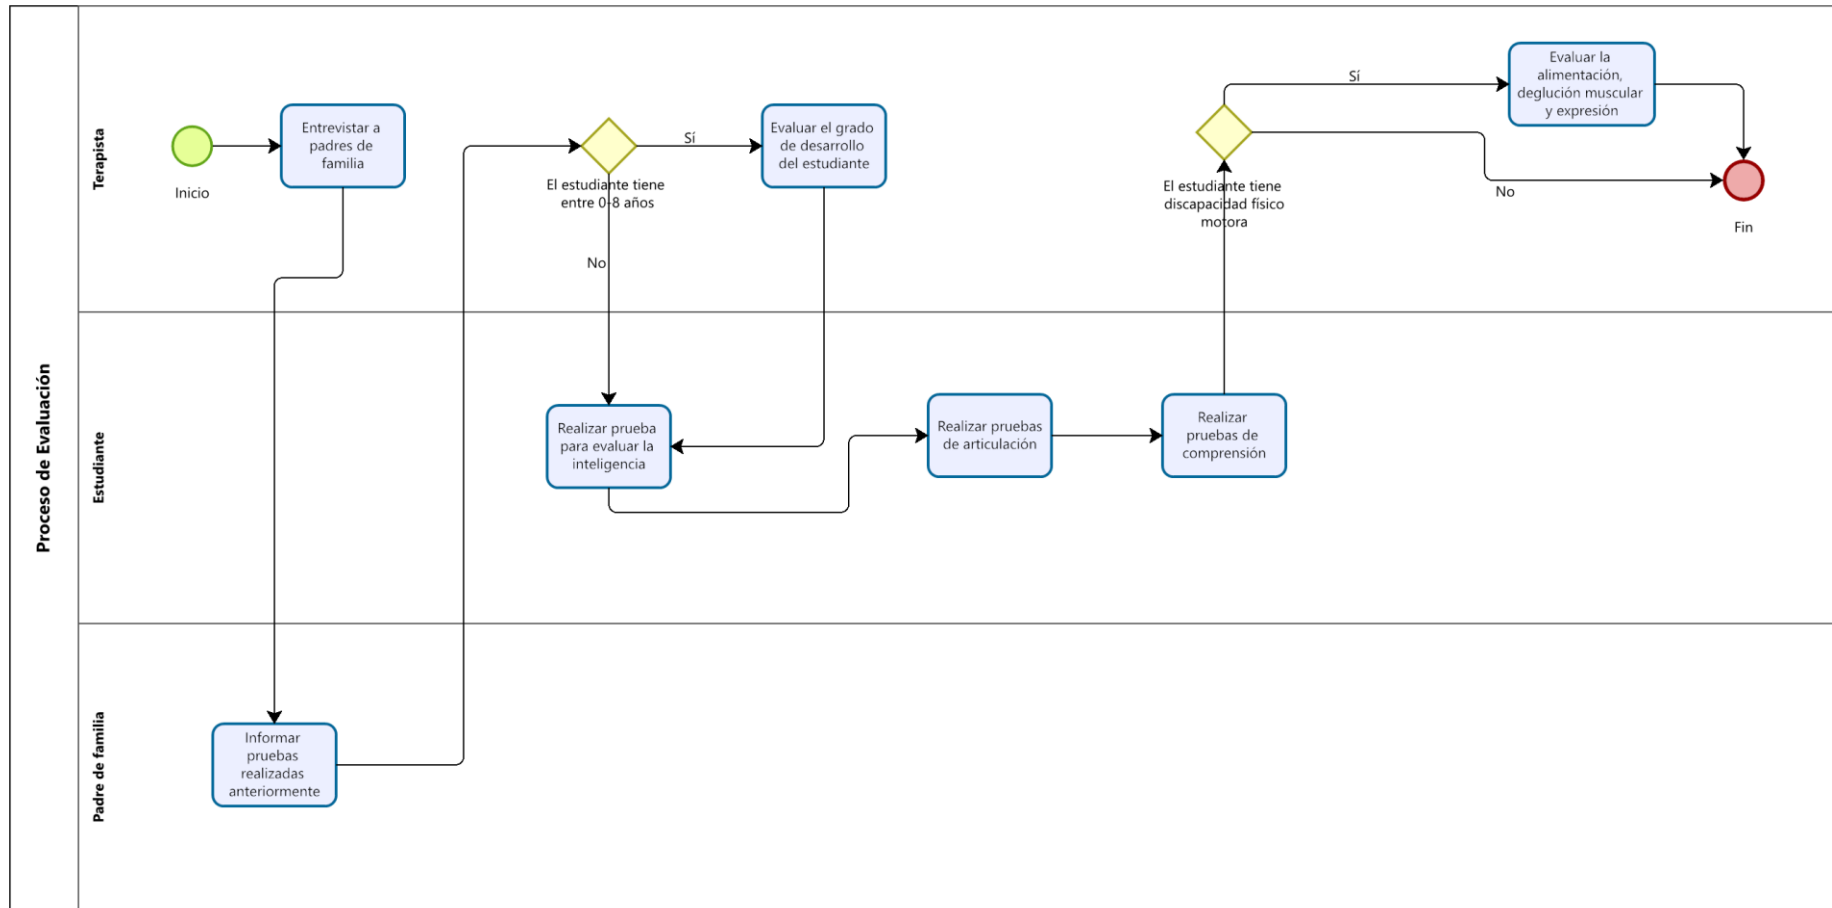 Proceso de Evaluación
Terapista
Inicio
Entrevistar a
padres de
familia
El estudiante tiene
entre 0-8 años
Sí
No
Evaluar el grado
de desarrollo
del estudiante
El estudiante tiene
discapacidad físico
motora
Sí
No
Evaluar la
alimentación,
deglución muscular
y expresión
Fin
Estudiante
Realizar prueba
para evaluar la
inteligencia
Realizar pruebas
de articulación
Realizar
pruebas de
comprensión
Padre de familia
Informar
pruebas
realizadas
anteriormente